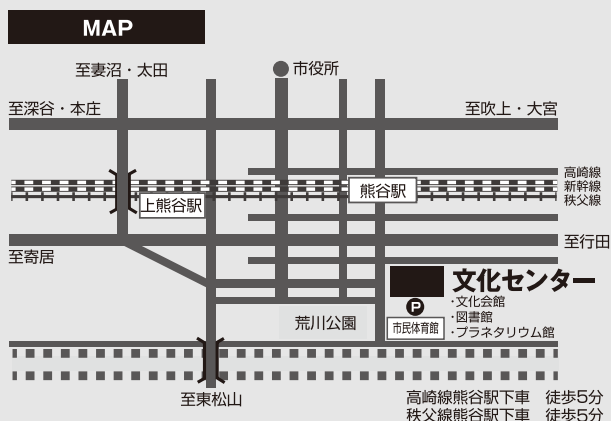 MAP
至妻沼・太田
市役所
至深谷・本庄
至吹上・大宮
高崎線
新幹線
秩父線
熊谷駅
上熊谷駅
至行田
至寄居
文化センター
・文化会館
P
・図書館
市民体育館
・プラネタリウム館
荒川公園
至東松山
高崎線熊谷駅下車 徒歩5分
秩父線熊谷駅下車 徒歩5分